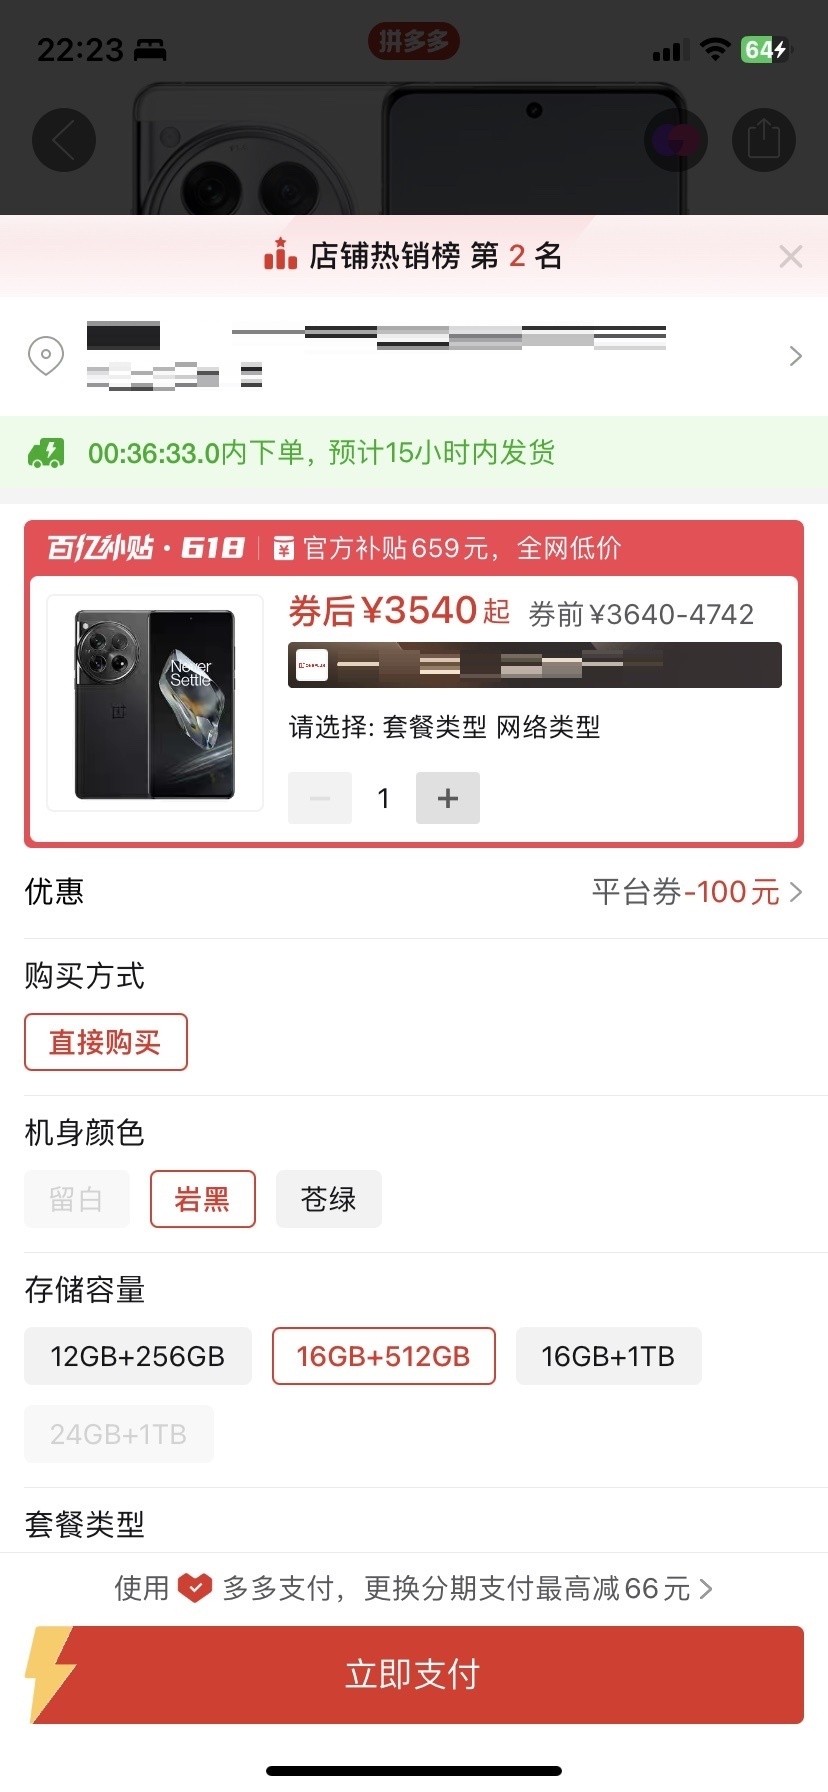 22:23
拼多多
64
店铺热销榜 第 2 名
00:36:33.0内下单，预计15小时内发货
百亿补贴·618 官方补贴659元，全网低价
券后¥3540起 券前¥3640-4742
Never
Settle
ONEPLUS
请选择: 套餐类型 网络类型
1
优惠 平台券-100元
购买方式
直接购买
机身颜色
留白 岩黑 苍绿
存储容量
12GB+256GB 16GB+512GB 16GB+1TB
24GB+1TB
套餐类型
使用 多多支付，更换分期支付最高减66元
立即支付